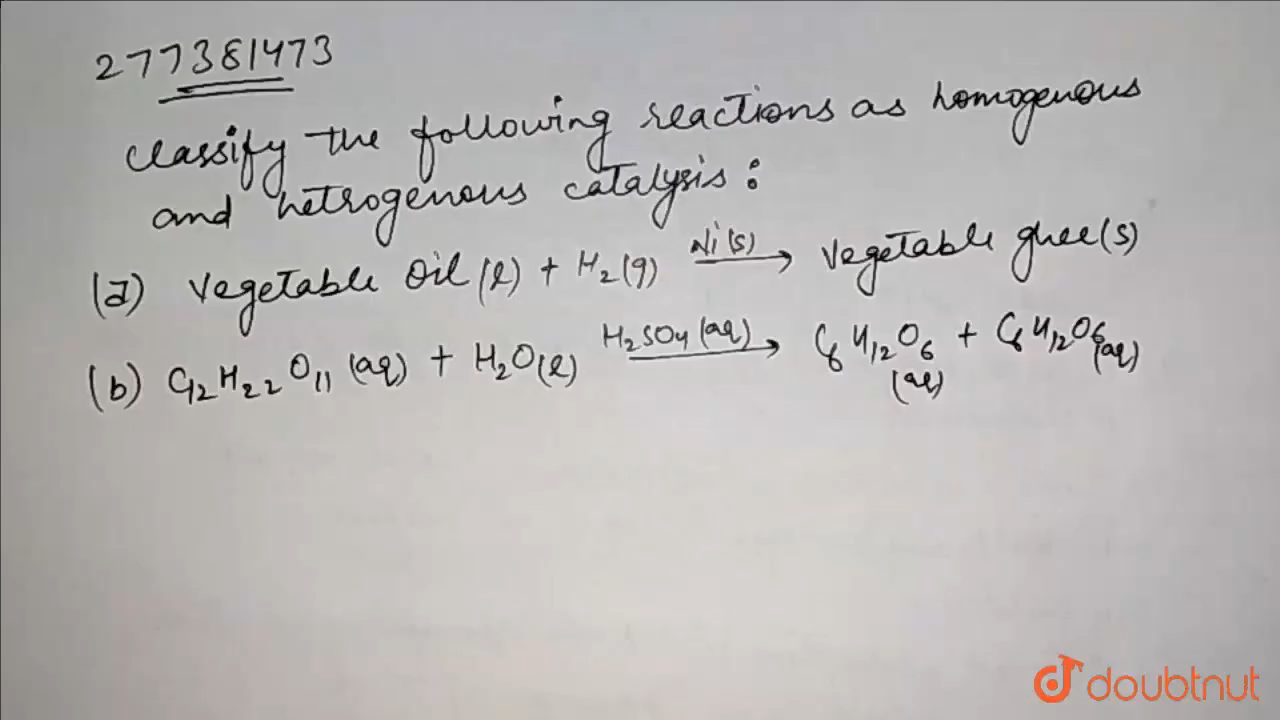 277381473
classify the following reactions as homogenous
and hetrogenous catalysis :
(a) Vegetable Oil (l) + H2 (g) Ni (s) → Vegetable ghee(s)
(b) C12H22O11 (aq) + H2O(l) H2SO4 (aq) → C6H12O6 (aq) + C6H12O6 (aq)
doubtnut